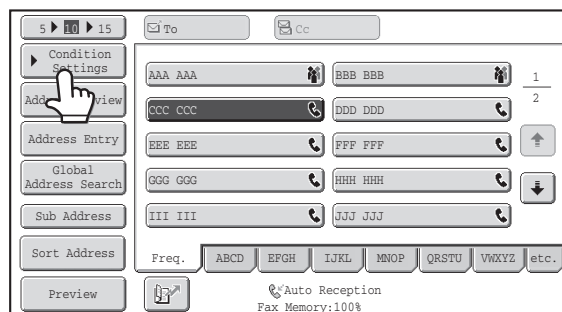 5 10 15
To
Cc
Condition
Settings
AAA AAA
BBB BBB
1
2
CCC CCC
DDD DDD
Address Entry
EEE EEE
FFF FFF
Global
Address Search
GGG GGG
HHH HHH
Sub Address
III III
JJJ JJJ
Sort Address
Freq.
ABCD
EFGH
IJKL
MNOP
QRSTU
VWXYZ
etc.
Preview
Auto Reception
Fax Memory:100%